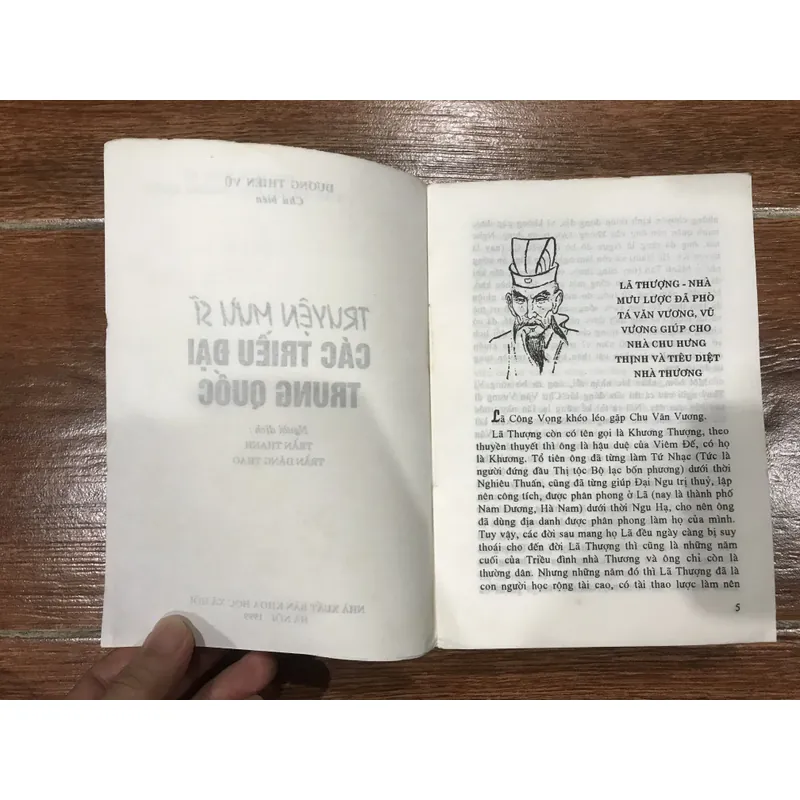 DƯƠNG THIÊN VŨ
Chủ biên
TRUYỆN MƯU SĨ
CÁC TRIỀU ĐẠI
TRUNG QUỐC
Người dịch :
TRẦN THANH
TRẦN ĐĂNG THAO
NHÀ XUẤT BẢN KHOA HỌC XÃ HỘI
HÀ NỘI - 1999
LÃ THƯỢNG - NHÀ
MƯU LƯỢC ĐÃ PHÒ
TÁ VĂN VƯƠNG, VŨ
VƯƠNG GIÚP CHO
NHÀ CHU HƯNG
THỊNH VÀ TIÊU DIỆT
NHÀ THƯƠNG
Lã Công Vọng khéo léo gặp Chu Văn Vương.
Lã Thượng còn có tên gọi là Khương Thượng, theo
thuyền thuyết thì ông là hậu duệ của Viêm Đế, có họ
là Khương. Tổ tiên ông đã từng làm Tứ Nhạc (Tức là
người đứng đầu Thị tộc Bộ lạc bốn phương) dưới thời
Nghiêu Thuấn, cũng đã từng giúp Đại Ngu trị thuỷ, lập
nên công tích, được phân phong ở Lã (nay là thành phố
Nam Dương, Hà Nam) dưới thời Ngu Hạ, cho nên ông
đã dùng địa danh được phân phong làm họ của mình.
Tuy vậy, các đời sau mang họ Lã đều ngày càng bị suy
thoái cho đến đời Lã Thượng thì cũng là những năm
cuối của Triều đình nhà Thương và ông chỉ còn là
thường dân. Nhưng những năm đó thì Lã Thượng đã là
con người học rộng tài cao, có tài thao lược làm nên
5